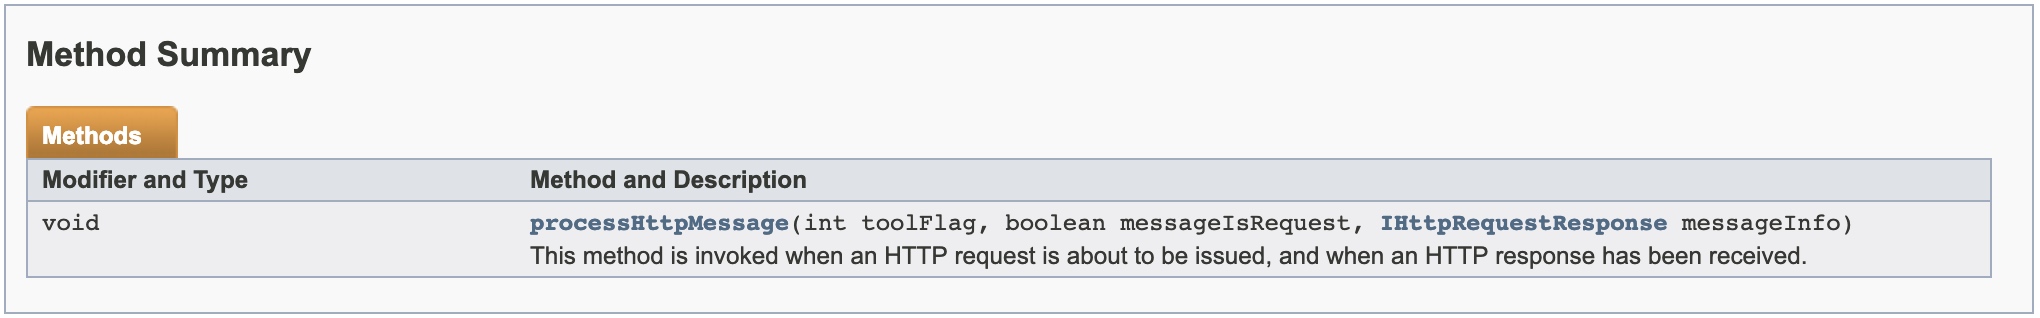 Method Summary
Methods
Modifier and Type Method and Description
void processHttpMessage(int toolFlag, boolean messageIsRequest, IHttpRequestResponse messageInfo)
This method is invoked when an HTTP request is about to be issued, and when an HTTP response has been received.